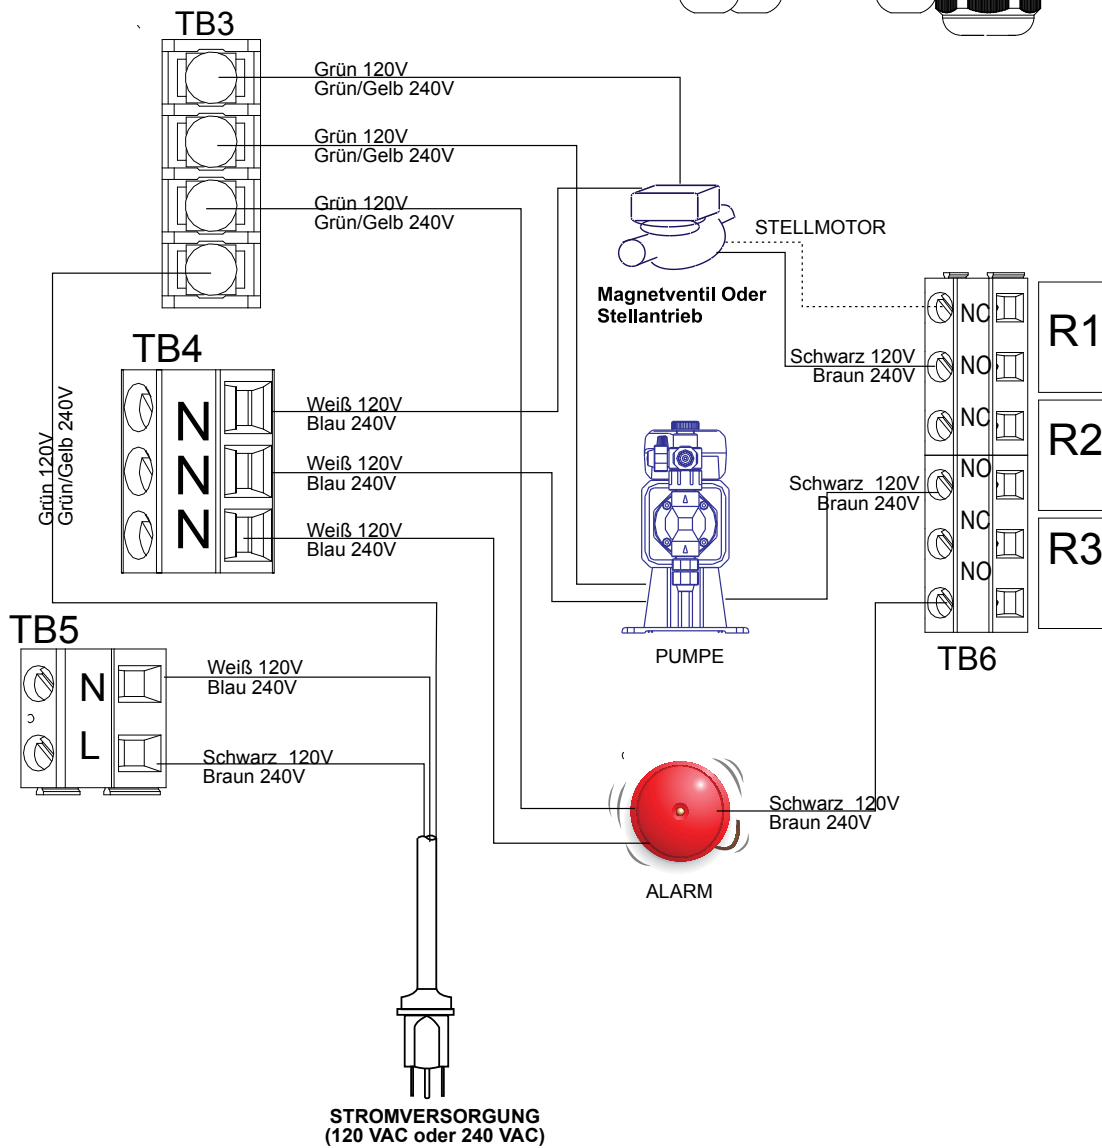 TB3
Grün 120V
Grün/Gelb 240V
Grün 120V
Grün/Gelb 240V
Grün 120V
Grün/Gelb 240V
STELLMOTOR
Magnetventil Oder
Stellantrieb
TB4
N
N
N
Weiß 120V
Blau 240V
Weiß 120V
Blau 240V
Weiß 120V
Blau 240V
Grün 120V
Grün/Gelb 240V
NC
NO
NC
NO
NC
NO
R1
R2
R3
Schwarz 120V
Braun 240V
Schwarz 120V
Braun 240V
TB6
PUMPE
TB5
N
L
Weiß 120V
Blau 240V
Schwarz 120V
Braun 240V
Schwarz 120V
Braun 240V
ALARM
STROMVERSORGUNG
(120 VAC oder 240 VAC)